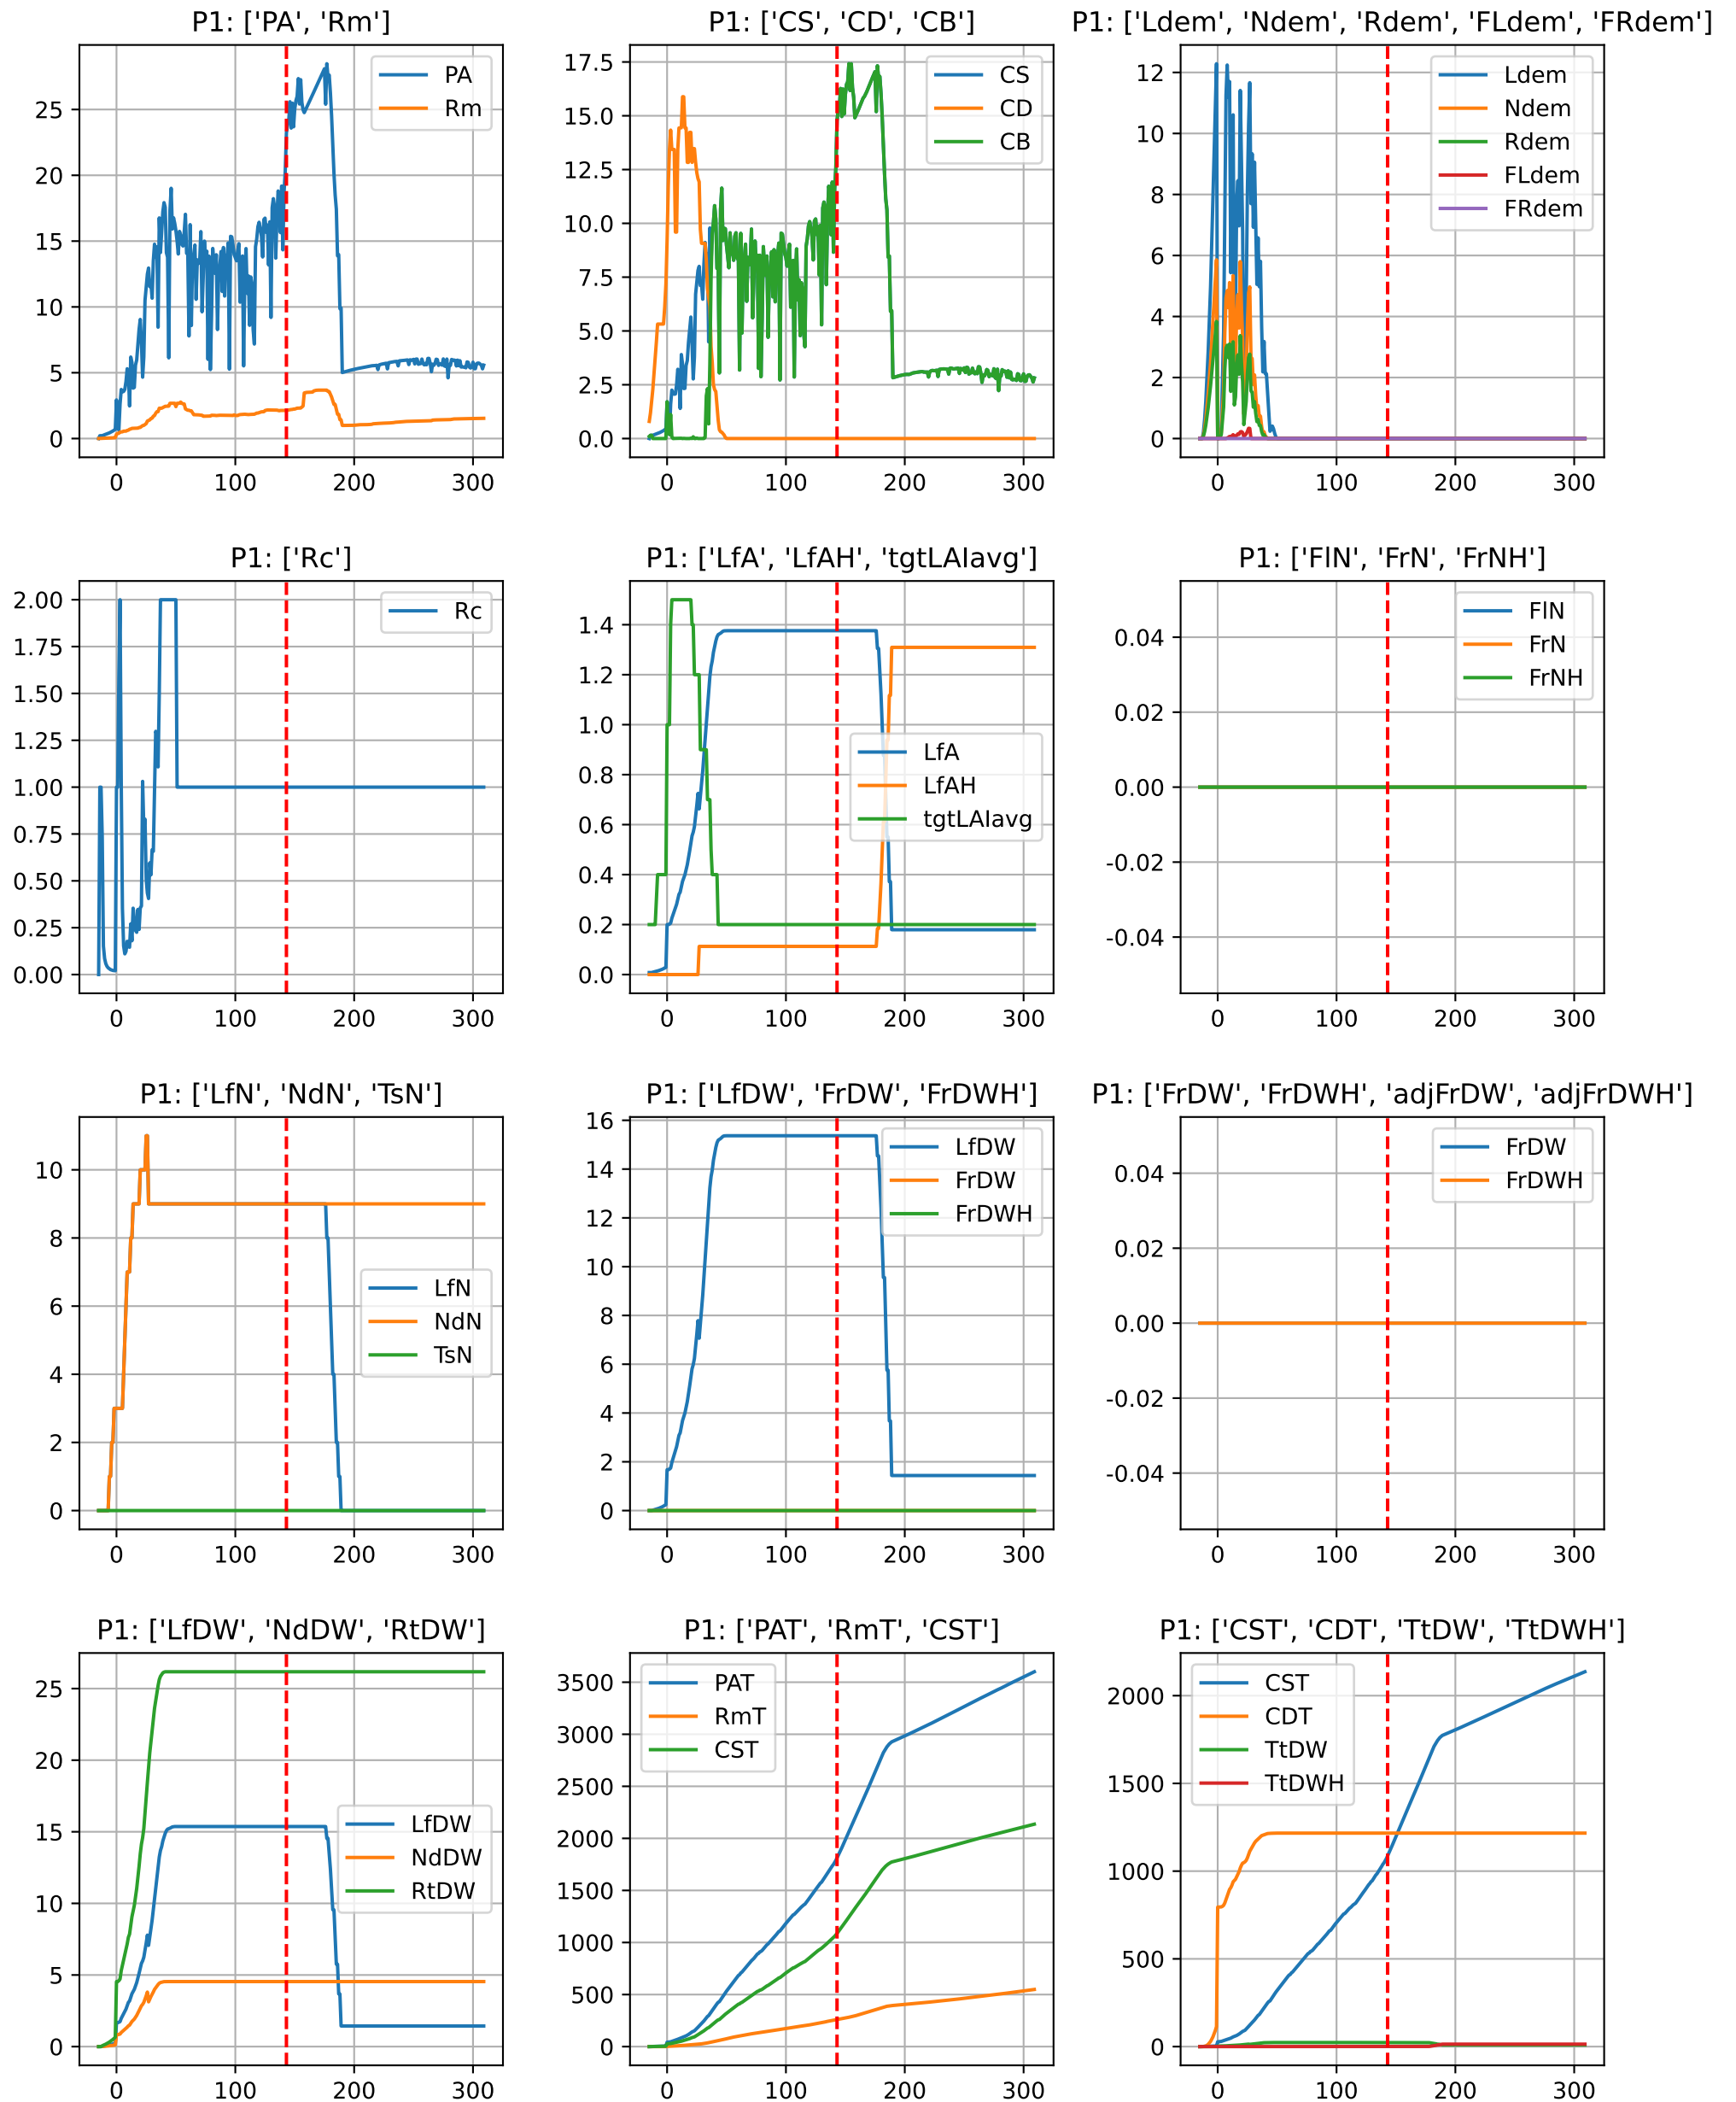 P1: ['PA', 'Rm']
PA
Rm
25
20
15
10
5
0
0 100 200 300
P1: ['CS', 'CD', 'CB']
CS
CD
CB
17.5
15.0
12.5
10.0
7.5
5.0
2.5
0.0
0 100 200 300
P1: ['Ldem', 'Ndem', 'Rdem', 'FLdem', 'FRdem']
Ldem
Ndem
Rdem
FLdem
FRdem
12
10
8
6
4
2
0
0 100 200 300
P1: ['Rc']
Rc
2.00
1.75
1.50
1.25
1.00
0.75
0.50
0.25
0.00
0 100 200 300
P1: ['LfA', 'LfAH', 'tgtLAIavg']
LfA
LfAH
tgtLAIavg
1.4
1.2
1.0
0.8
0.6
0.4
0.2
0.0
0 100 200 300
P1: ['FlN', 'FrN', 'FrNH']
FlN
FrN
FrNH
0.04
0.02
0.00
-0.02
-0.04
0 100 200 300
P1: ['LfN', 'NdN', 'TsN']
LfN
NdN
TsN
10
8
6
4
2
0
0 100 200 300
P1: ['LfDW', 'FrDW', 'FrDWH']
LfDW
FrDW
FrDWH
16
14
12
10
8
6
4
2
0
0 100 200 300
P1: ['FrDW', 'FrDWH', 'adjFrDW', 'adjFrDWH']
FrDW
FrDWH
0.04
0.02
0.00
-0.02
-0.04
0 100 200 300
P1: ['LfDW', 'NdDW', 'RtDW']
LfDW
NdDW
RtDW
25
20
15
10
5
0
0 100 200 300
P1: ['PAT', 'RmT', 'CST']
PAT
RmT
CST
3500
3000
2500
2000
1500
1000
500
0
0 100 200 300
P1: ['CST', 'CDT', 'TtDW', 'TtDWH']
CST
CDT
TtDW
TtDWH
2000
1500
1000
500
0
0 100 200 300